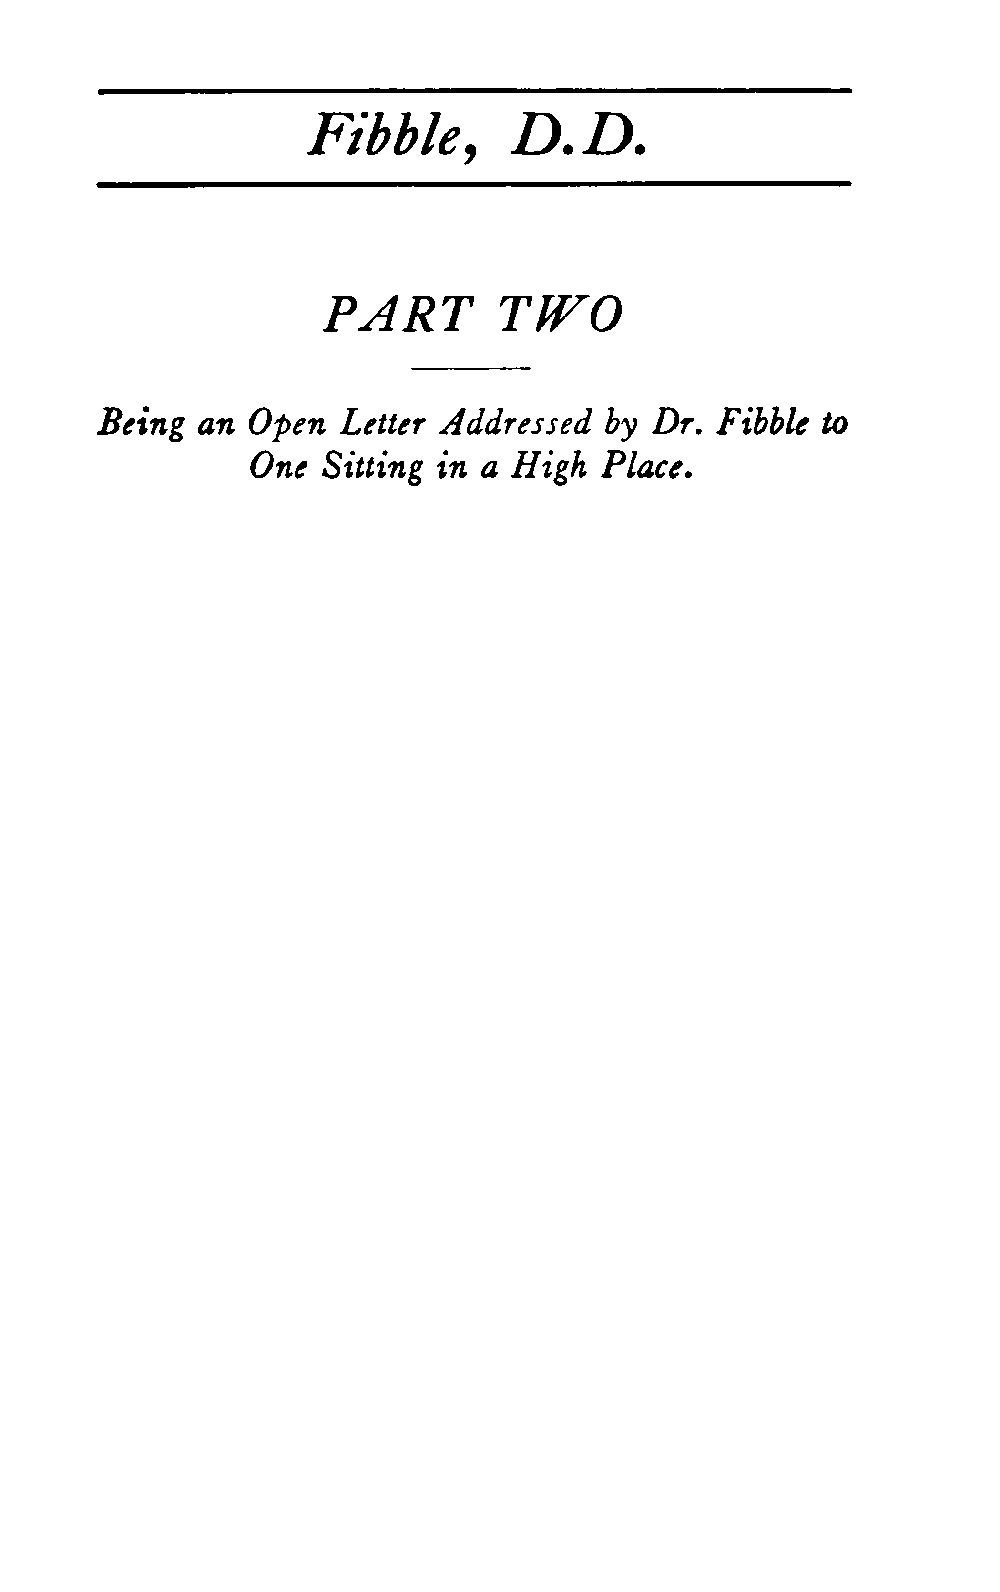 Fibble, D.D.
PART TWO
Being an Open Letter Addressed by Dr. Fibble to
One Sitting in a High Place.